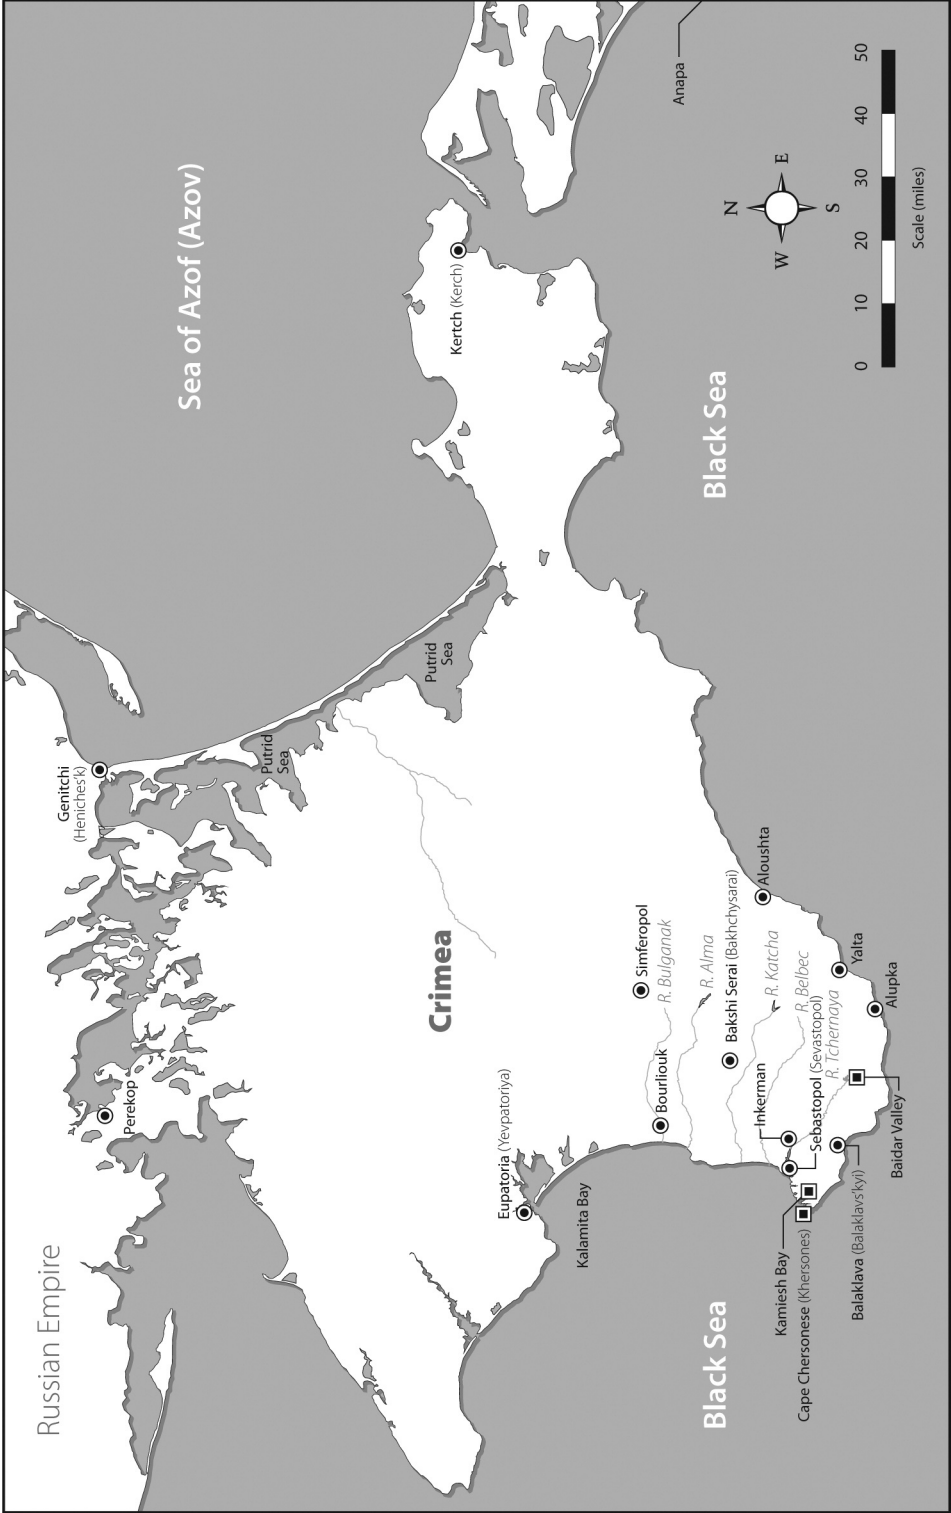 Russian Empire
Sea of Azof (Azov)
Genitchi
(Heniches'k)
Perekop
Putrid
Sea
Putrid
Sea
Kertch (Kerch)
Anapa
Crimea
Eupatoria (Yevpatoriya)
Kalamita Bay
Simferopol
R. Bulganak
Bourliouk
R. Alma
Bakshi Serai (Bakhchysarai)
R. Katcha
Inkerman
R. Belbec
Sebastopol (Sevastopol)
R. Tchernaya
Aloushta
Yalta
Alupka
Kamiesh Bay
Cape Chersonese (Khersones)
Balaklava (Balaklavs'kyi)
Baidar Valley
Black Sea
Black Sea
N
W
E
S
0
10
20
30
40
50
Scale (miles)